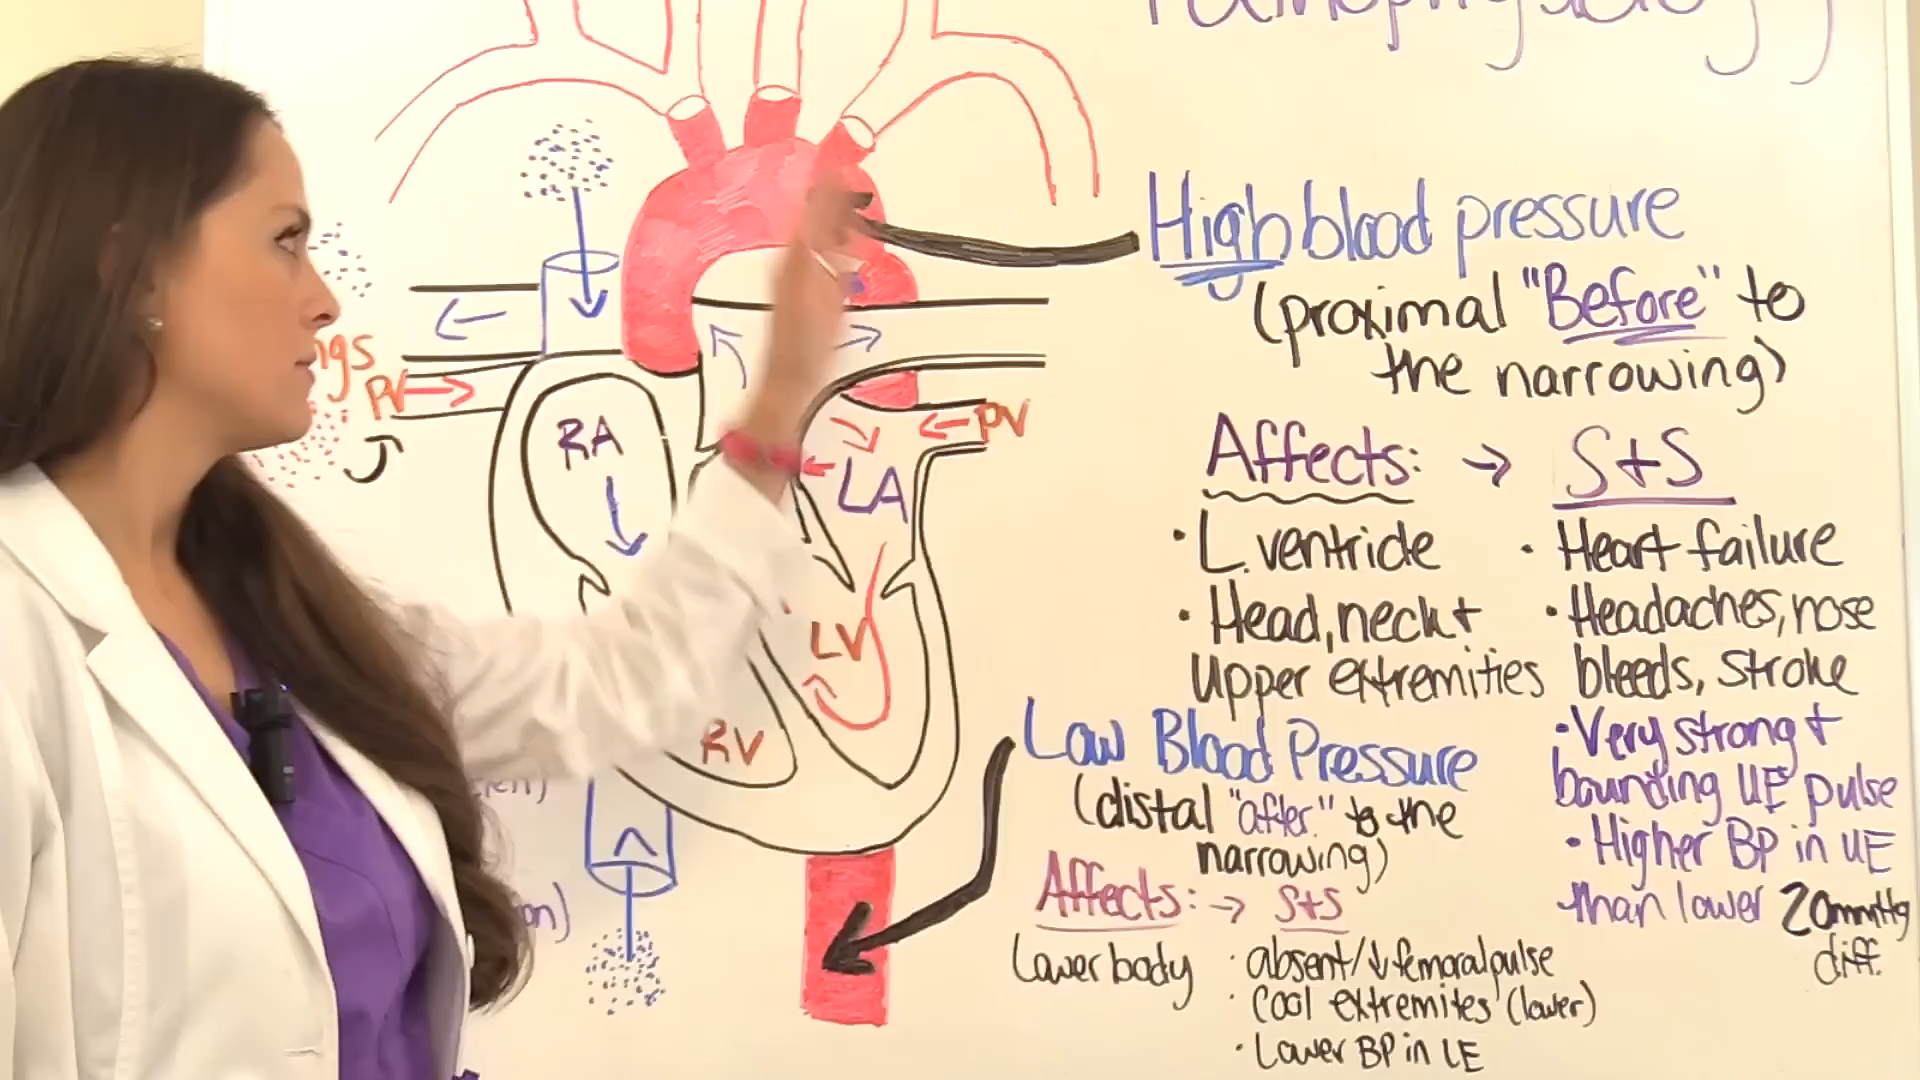 Pathophysiology
High blood pressure
(proximal "Before" to
the narrowing)
Affects: → S+S
• L. ventricle
• Heart failure
• Head, neck +
upper extremities
• Headaches, nose
bleeds, stroke
• Very strong +
bounding UE pulse
• Higher BP in UE
than lower 20mmHg
diff.
Low Blood Pressure
(distal "after" to the
narrowing)
Affects: → S+S
Lower body
• absent/↓ femoral pulse
• Cool extremites (lower)
• Lower BP in LE
ngs
PV
PV
RA
LA
LV
RV